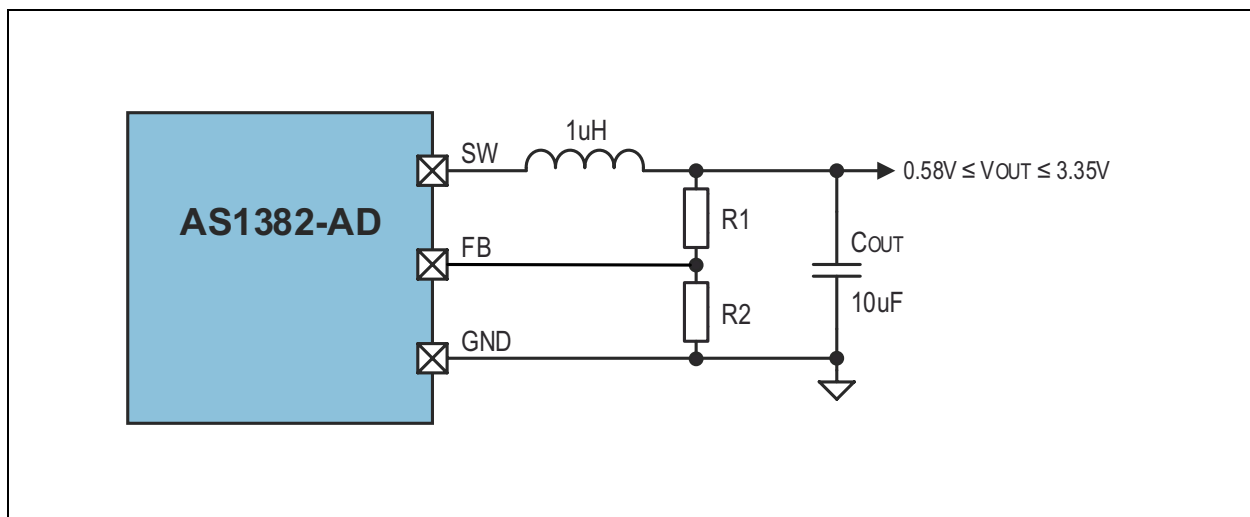 1uH
SW
0.58V ≤ VOUT ≤ 3.35V
AS1382-AD
R1
FB
COUT
10uF
R2
GND